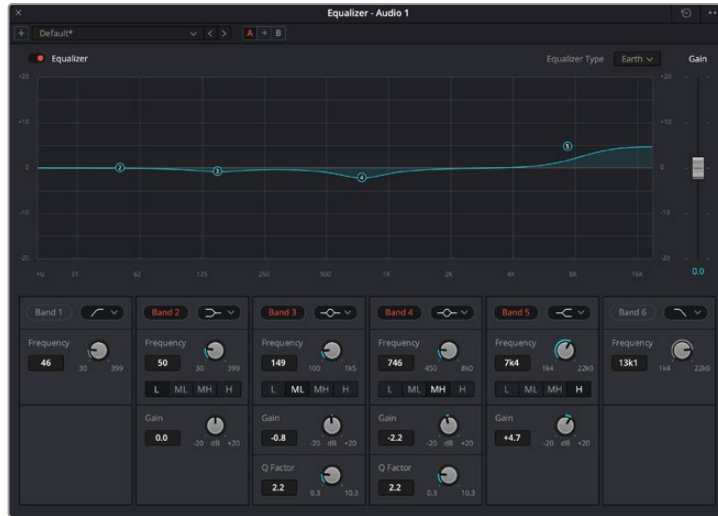 Equalizer - Audio 1
Default*
A B
Equalizer
Equalizer Type Earth Gain
+20 +20
+10 +10
0 0
-10 -10
-20 -20
Hz 31 62 125 250 500 1K 2K 4K 8K 16K
0.0
2 3 4 5
Band 1 Band 2 Band 3 Band 4 Band 5 Band 6
Frequency Frequency Frequency Frequency Frequency Frequency
46 30 399 50 30 399 149 100 1k5 746 450 8k0 7k4 1k4 22k0 13k1 1k4 22k0
L ML MH H L ML MH H L ML MH H L ML MH H
Gain Gain Gain Gain
0.0 -20 dB +20 -0.8 -20 dB +20 -2.2 -20 dB +20 +4.7 -20 dB +20
Q Factor Q Factor
2.2 0.3 10.3 2.2 0.3 10.3